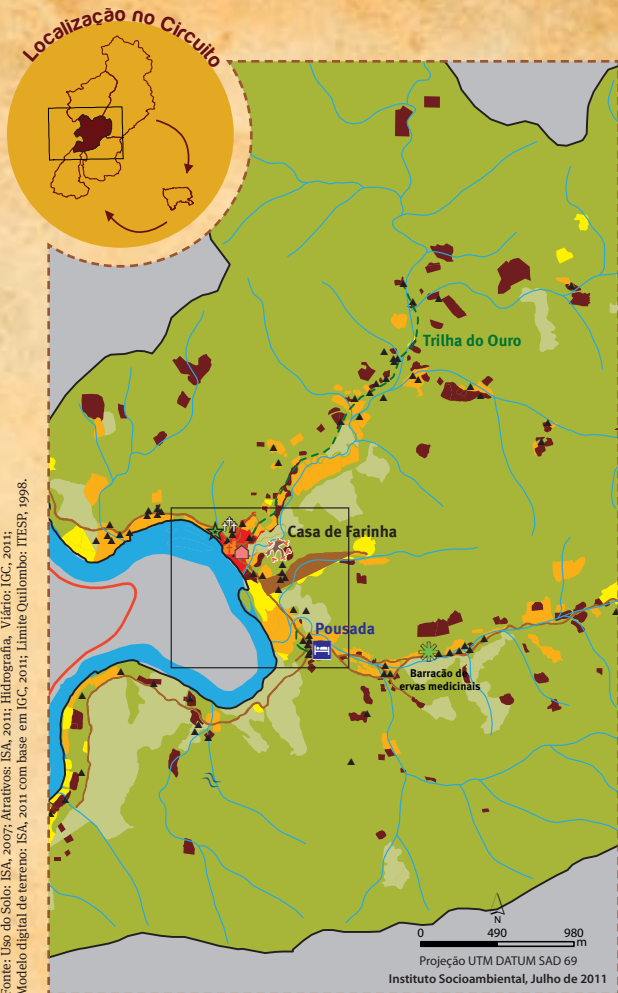 Localização no Circuito
Trilha do Ouro
Casa de Farinha
Pousada
Barracão de
ervas medicinais
N
0 490 980
m
Projeção UTM DATUM SAD 69
Instituto Socioambiental, Julho de 2011
Fonte: Uso do Solo: ISA, 2007; Atrativos: ISA, 2011; Hidrografia, Viário: IGC, 2011;
Modelo digital de terreno: ISA, 2011 com base em IGC, 2011; Limite Quilombo: ITESP, 1998.